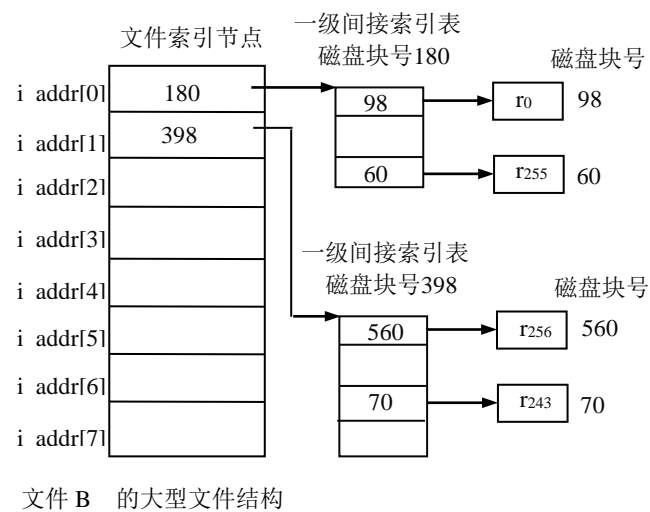 一级间接索引表
文件索引节点
磁盘块号180
磁盘块号
i addr[0] 180 98 r0 98
i addr[1] 398
i addr[2] 60 r255 60
i addr[3]
一级间接索引表
磁盘块号398
磁盘块号
i addr[4]
i addr[5] 560 r256 560
i addr[6] 70 r243 70
i addr[7]
文件 B 的大型文件结构